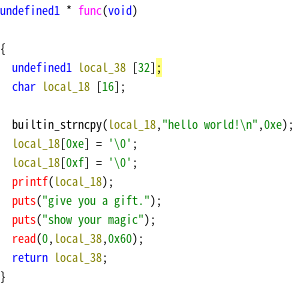 undefined1 * func(void)
{
undefined1 local_38 [32];
char local_18 [16];
builtin_strncpy(local_18,"hello world!\n",0xe);
local_18[0xe] = '\0';
local_18[0xf] = '\0';
printf(local_18);
puts("give you a gift.");
puts("show your magic");
read(0,local_38,0x60);
return local_38;
}